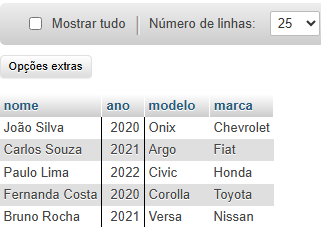 Mostrar tudo | Número de linhas: 25
Opções extras
nome ano modelo marca
João Silva 2020 Onix Chevrolet
Carlos Souza 2021 Argo Fiat
Paulo Lima 2022 Civic Honda
Fernanda Costa 2020 Corolla Toyota
Bruno Rocha 2021 Versa Nissan